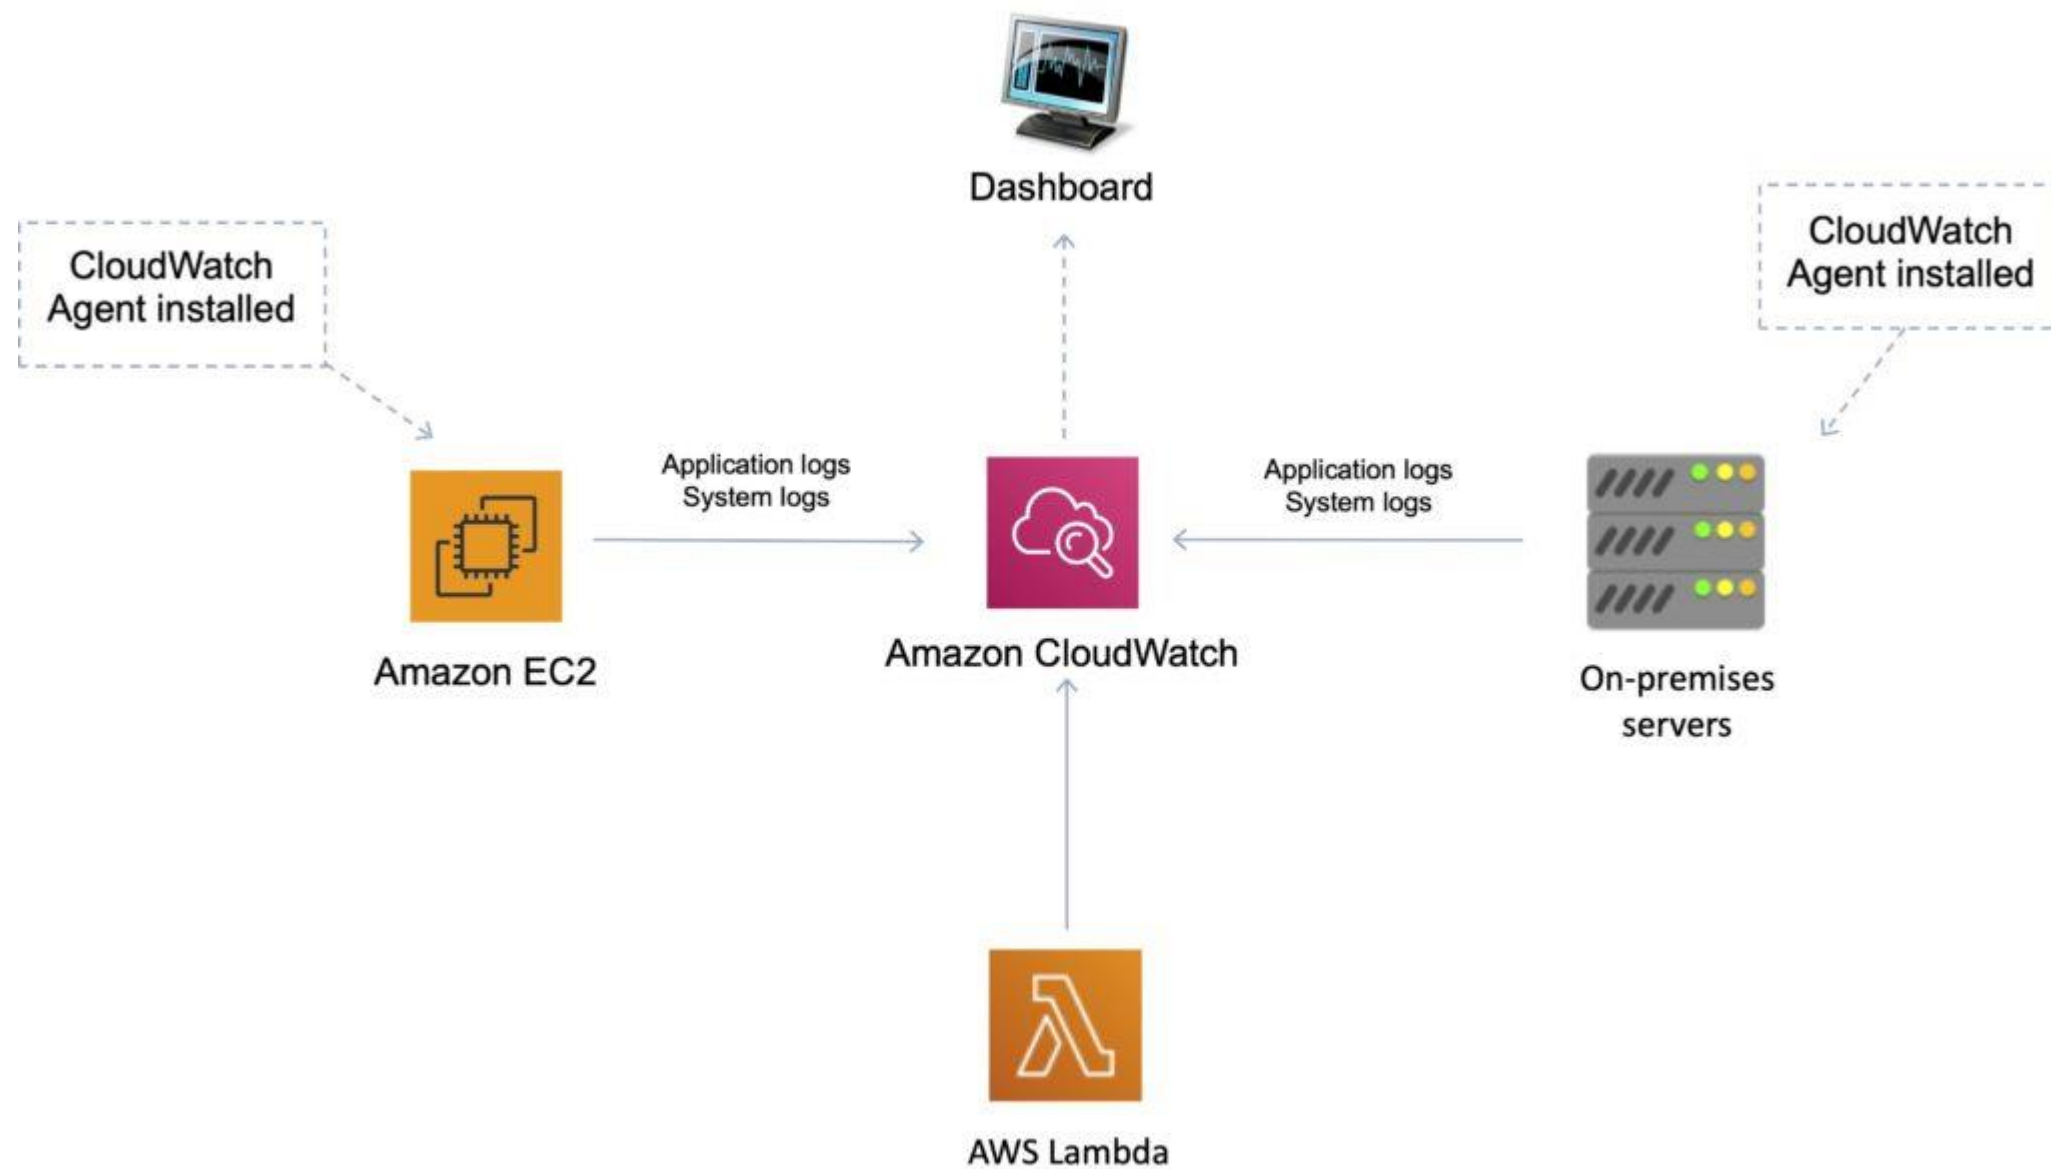 Dashboard
CloudWatch
Agent installed
CloudWatch
Agent installed
Application logs
System logs
Application logs
System logs
Amazon EC2
Amazon CloudWatch
On-premises
servers
AWS Lambda